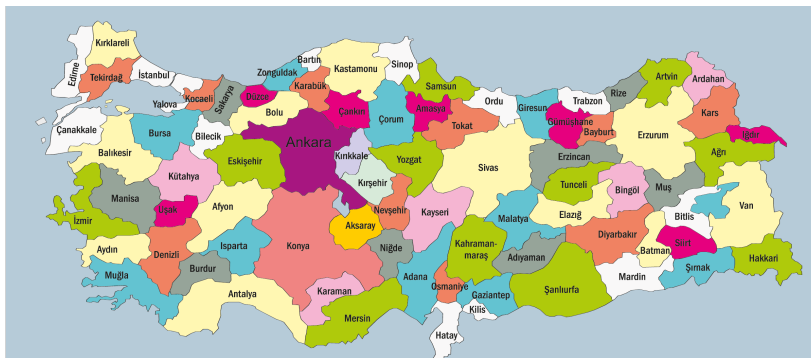 Kırklareli
Edirne
Tekirdağ
İstanbul
Kocaeli
Yalova
Sakarya
Düzce
Zonguldak
Bartın
Karabük
Kastamonu
Sinop
Bolu
Çankırı
Çorum
Samsun
Amasya
Tokat
Ordu
Giresun
Trabzon
Gümüşhane
Bayburt
Rize
Artvin
Ardahan
Kars
Iğdır
Erzurum
Ağrı
Çanakkale
Balıkesir
Bursa
Bilecik
Eskişehir
Ankara
Kırıkkale
Kırşehir
Yozgat
Sivas
Erzincan
Tunceli
Bingöl
Muş
Bitlis
Van
Kütahya
Manisa
Uşak
Afyon
İzmir
Aydın
Denizli
Muğla
Burdur
Isparta
Antalya
Konya
Aksaray
Nevşehir
Niğde
Kayseri
Karaman
Mersin
Adana
Kahraman-
maraş
Malatya
Elazığ
Adıyaman
Diyarbakır
Batman
Siirt
Şırnak
Hakkari
Mardin
Şanlıurfa
Gaziantep
Kilis
Osmaniye
Hatay